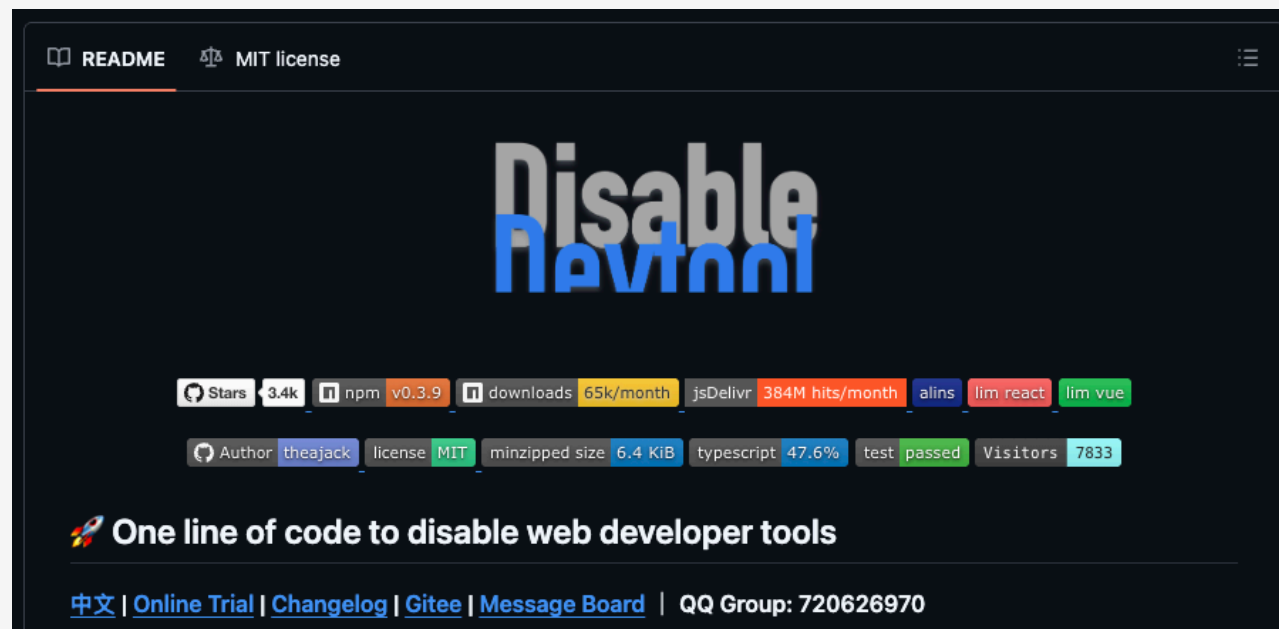 README MIT license
Disable
Devtool
Stars 3.4k npm v0.3.9 downloads 65k/month jsDelivr 384M hits/month alins lim react lim vue
Author theajack license MIT minzipped size 6.4 KiB typescript 47.6% test passed Visitors 7833
🚀 One line of code to disable web developer tools
中文 | Online Trial | Changelog | Gitee | Message Board | QQ Group: 720626970